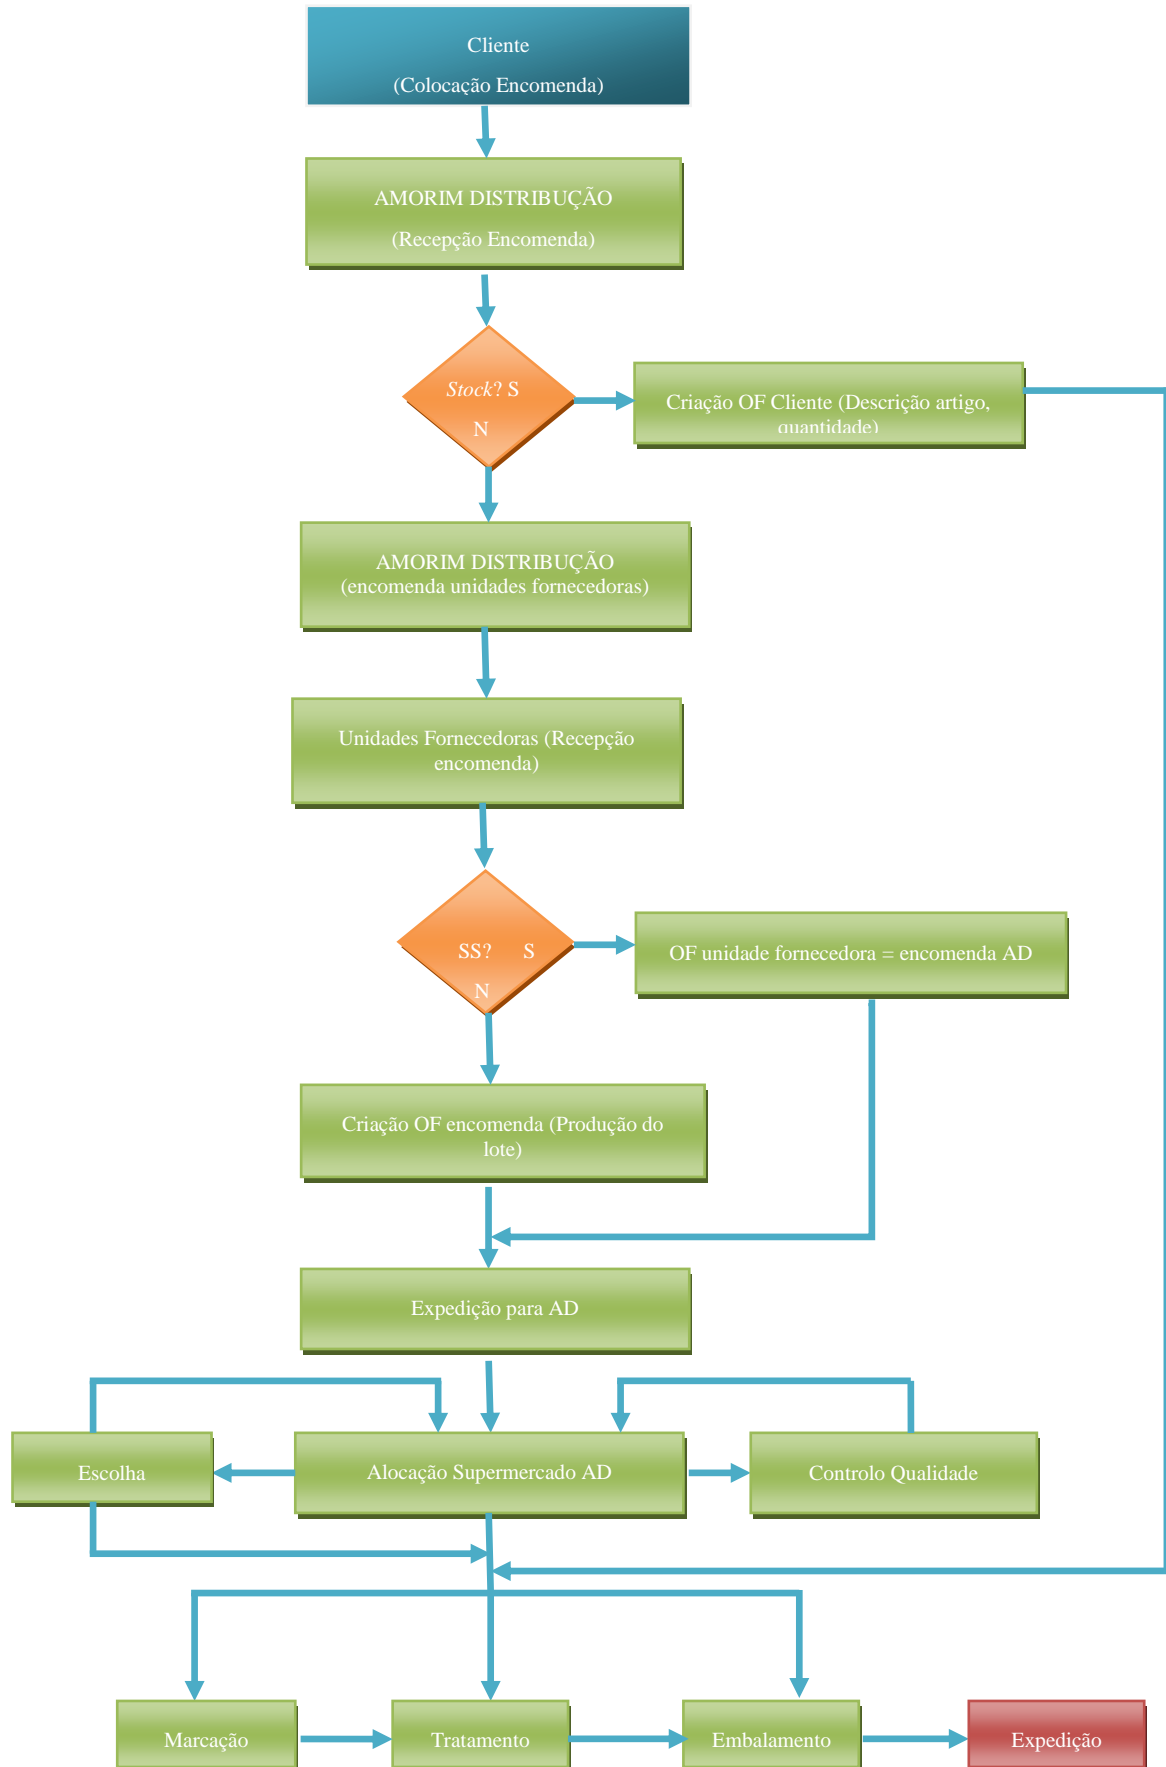 Cliente
(Colocação Encomenda)
AMORIM DISTRIBUÇÃO
(Recepção Encomenda)
Stock? S
N
Criação OF Cliente (Descrição artigo,
quantidade)
AMORIM DISTRIBUÇÃO
(encomenda unidades fornecedoras)
Unidades Fornecedoras (Recepção
encomenda)
SS? S
N
OF unidade fornecedora = encomenda AD
Criação OF encomenda (Produção do
lote)
Expedição para AD
Escolha
Alocação Supermercado AD
Controlo Qualidade
Marcação
Tratamento
Embalamento
Expedição